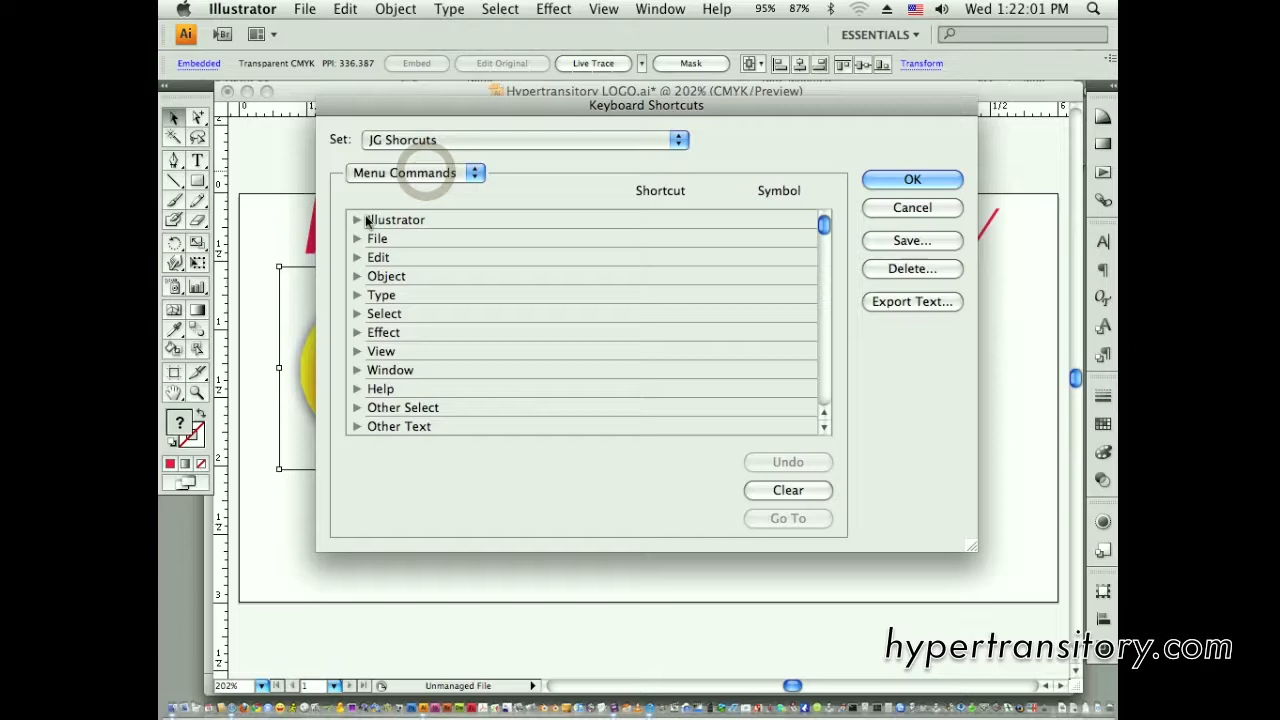 Illustrator File Edit Object Type Select Effect View Window Help 95% 87% Wed 1:22:01 PM
Ai Br ESSENTIALS
Embedded Transparent CMYK PPI: 336.387 Embed Edit Original Live Trace Mask Transform
Hypertransitory LOGO.ai* @ 202% (CMYK/Preview)
Keyboard Shortcuts
Set: JG Shorcuts
Menu Commands
Shortcut Symbol
Illustrator
File
Edit
Object
Type
Select
Effect
View
Window
Help
Other Select
Other Text
OK
Cancel
Save...
Delete...
Export Text...
Undo
Clear
Go To
hypertransitory.com
202% 1 Unmanaged File